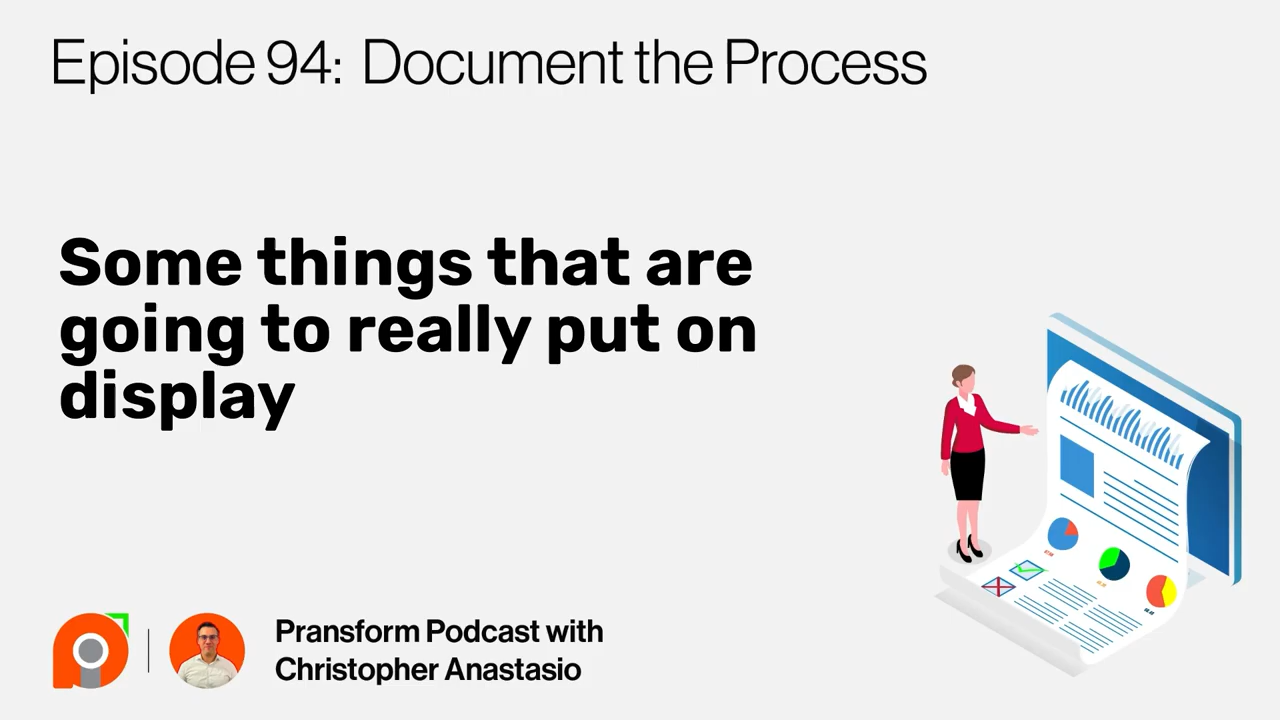 Episode 94: Document the Process
Some things that are
going to really put on
display
Pransform Podcast with
Christopher Anastasio